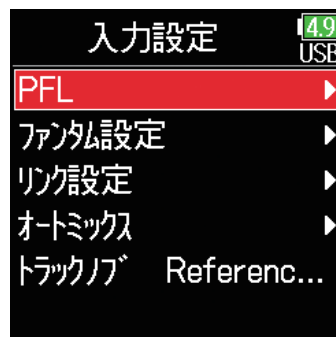 入力設定
4.9
USB
PFL
ファンタム設定
リンク設定
オートミックス
トラックノブ Referenc...